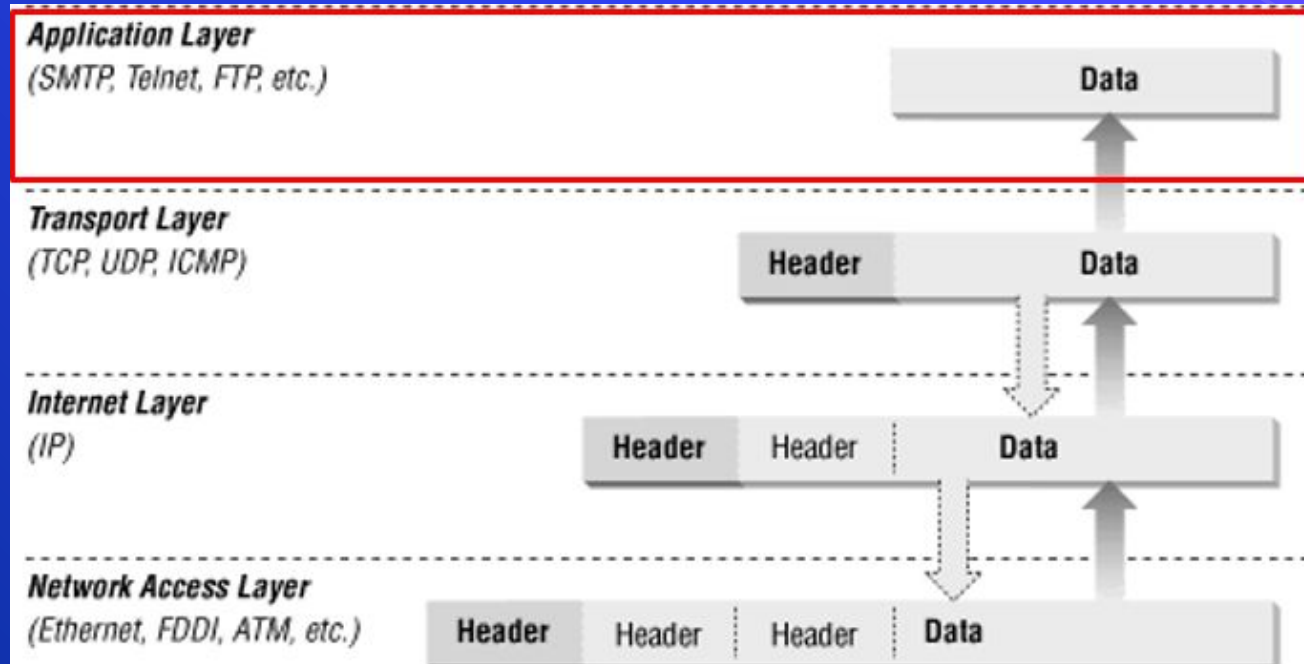 Application Layer
(SMTP, Telnet, FTP, etc.)
Data
Transport Layer
(TCP, UDP, ICMP)
Header Data
Internet Layer
(IP)
Header Header Data
Network Access Layer
(Ethernet, FDDI, ATM, etc.)
Header Header Header Data